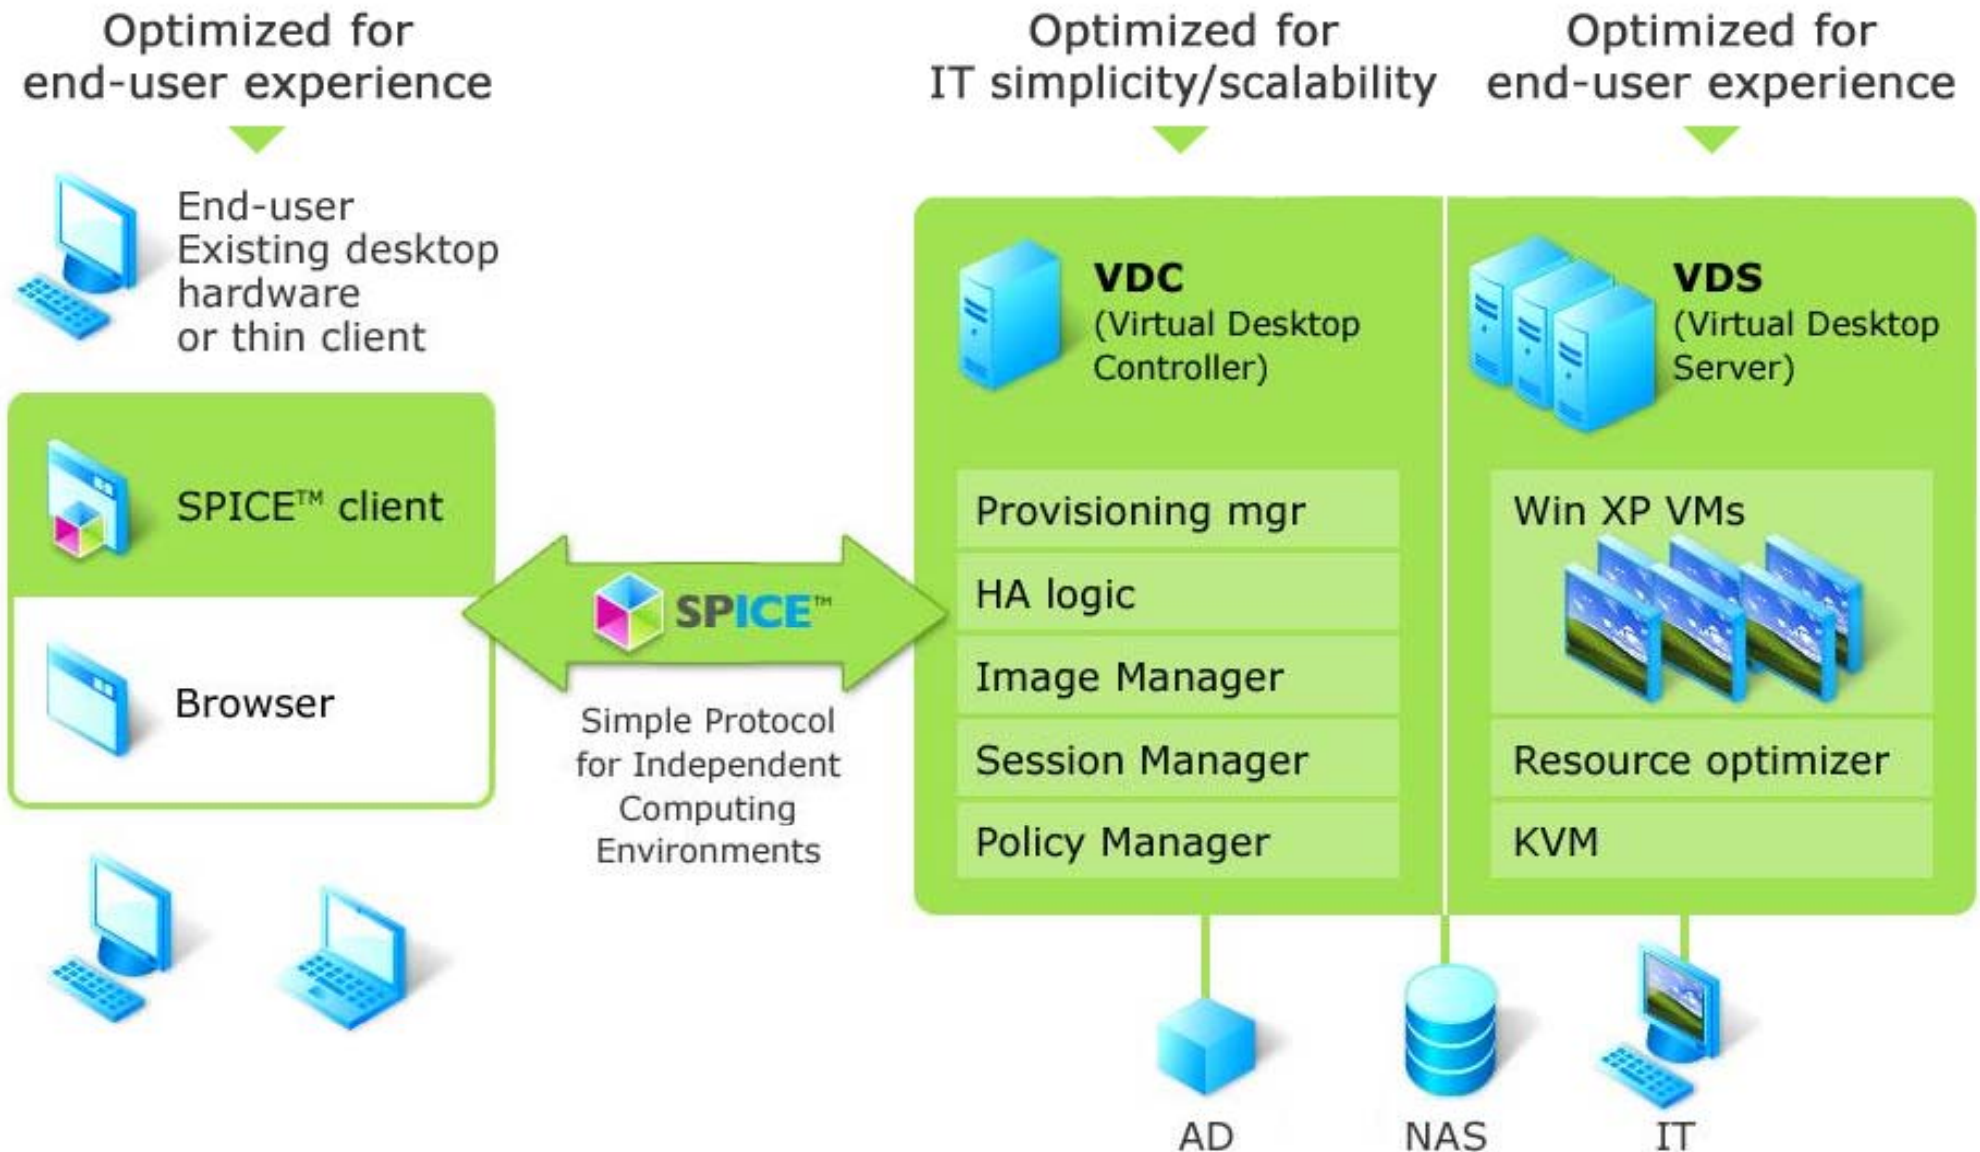 Optimized for
end-user experience
Optimized for
IT simplicity/scalability
Optimized for
end-user experience
End-user
Existing desktop
hardware
or thin client
SPICE™ client
Browser
SPICE™
Simple Protocol
for Independent
Computing
Environments
VDC
(Virtual Desktop
Controller)
Provisioning mgr
HA logic
Image Manager
Session Manager
Policy Manager
VDS
(Virtual Desktop
Server)
Win XP VMs
Resource optimizer
KVM
AD
NAS
IT